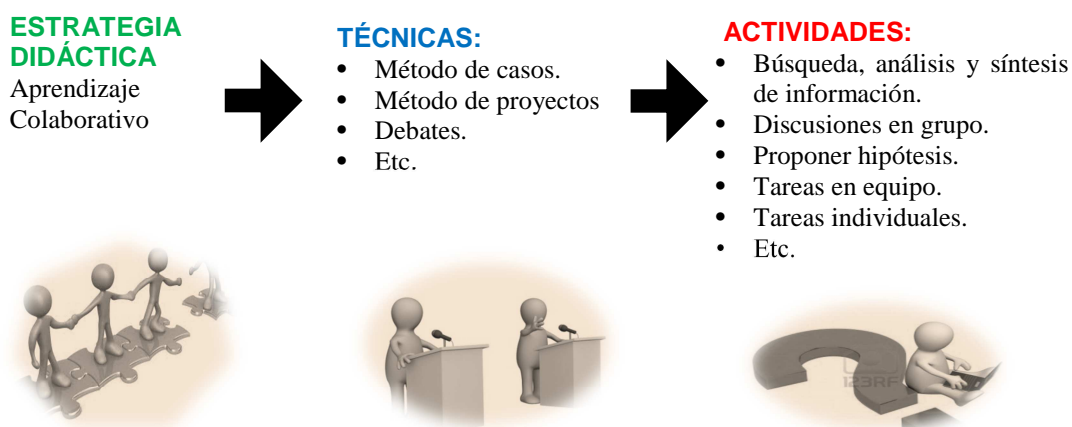 ESTRATEGIA
DIDÁCTICA
Aprendizaje
Colaborativo
TÉCNICAS:
• Método de casos.
• Método de proyectos
• Debates.
• Etc.
ACTIVIDADES:
• Búsqueda, análisis y síntesis
de información.
• Discusiones en grupo.
• Proponer hipótesis.
• Tareas en equipo.
• Tareas individuales.
• Etc.
123RF